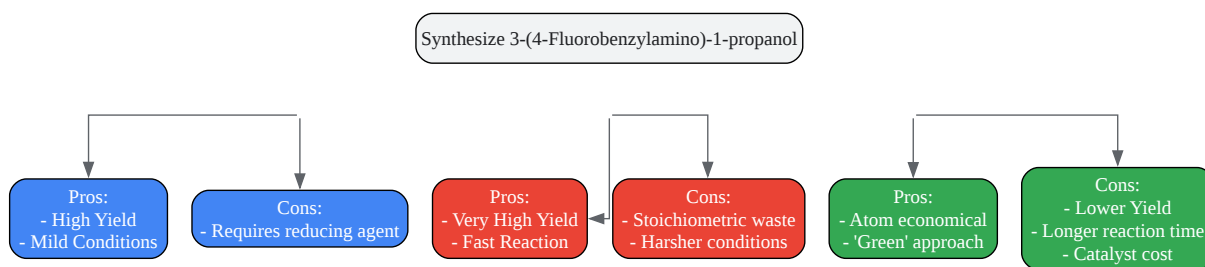 Synthesize 3-(4-Fluorobenzylamino)-1-propanol
Pros:
- High Yield
- Mild Conditions
Cons:
- Requires reducing agent
Pros:
- Very High Yield
- Fast Reaction
Cons:
- Stoichiometric waste
- Harsher conditions
Pros:
- Atom economical
- 'Green' approach
Cons:
- Lower Yield
- Longer reaction time
- Catalyst cost